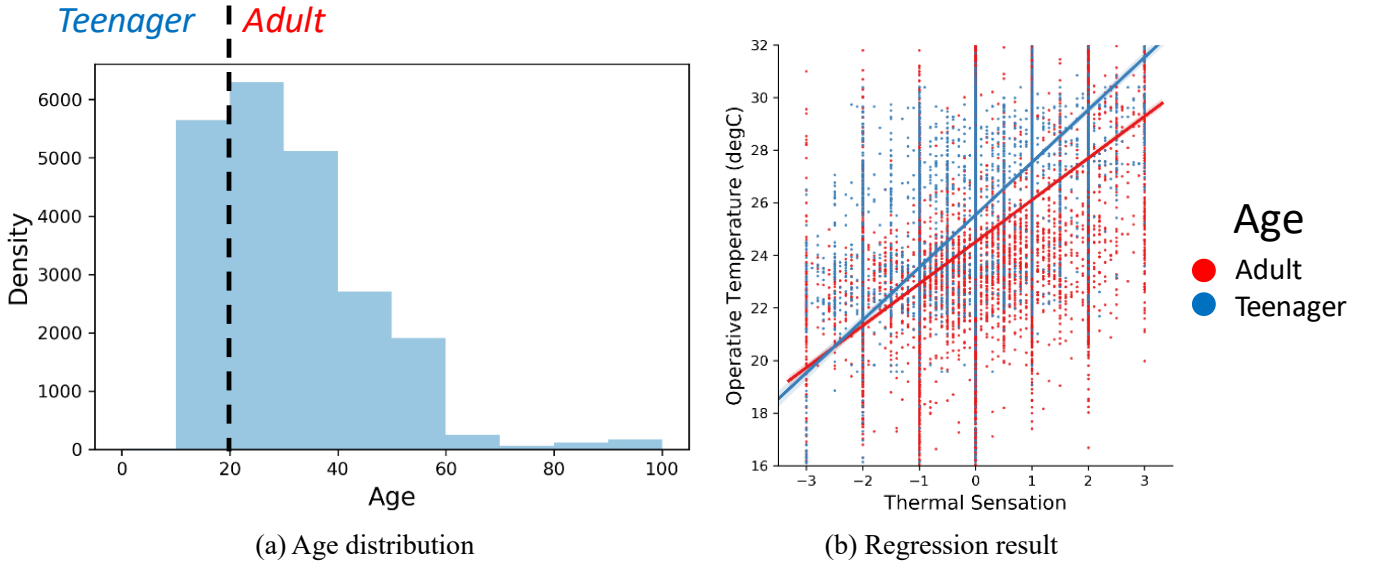 Teenager Adult
Density
6000
5000
4000
3000
2000
1000
0
0 20 40 60 80 100
Age
(a) Age distribution
Operative Temperature (degC)
32
30
28
26
24
22
20
18
16
−3 −2 −1 0 1 2 3
Thermal Sensation
(b) Regression result
Age
Adult
Teenager